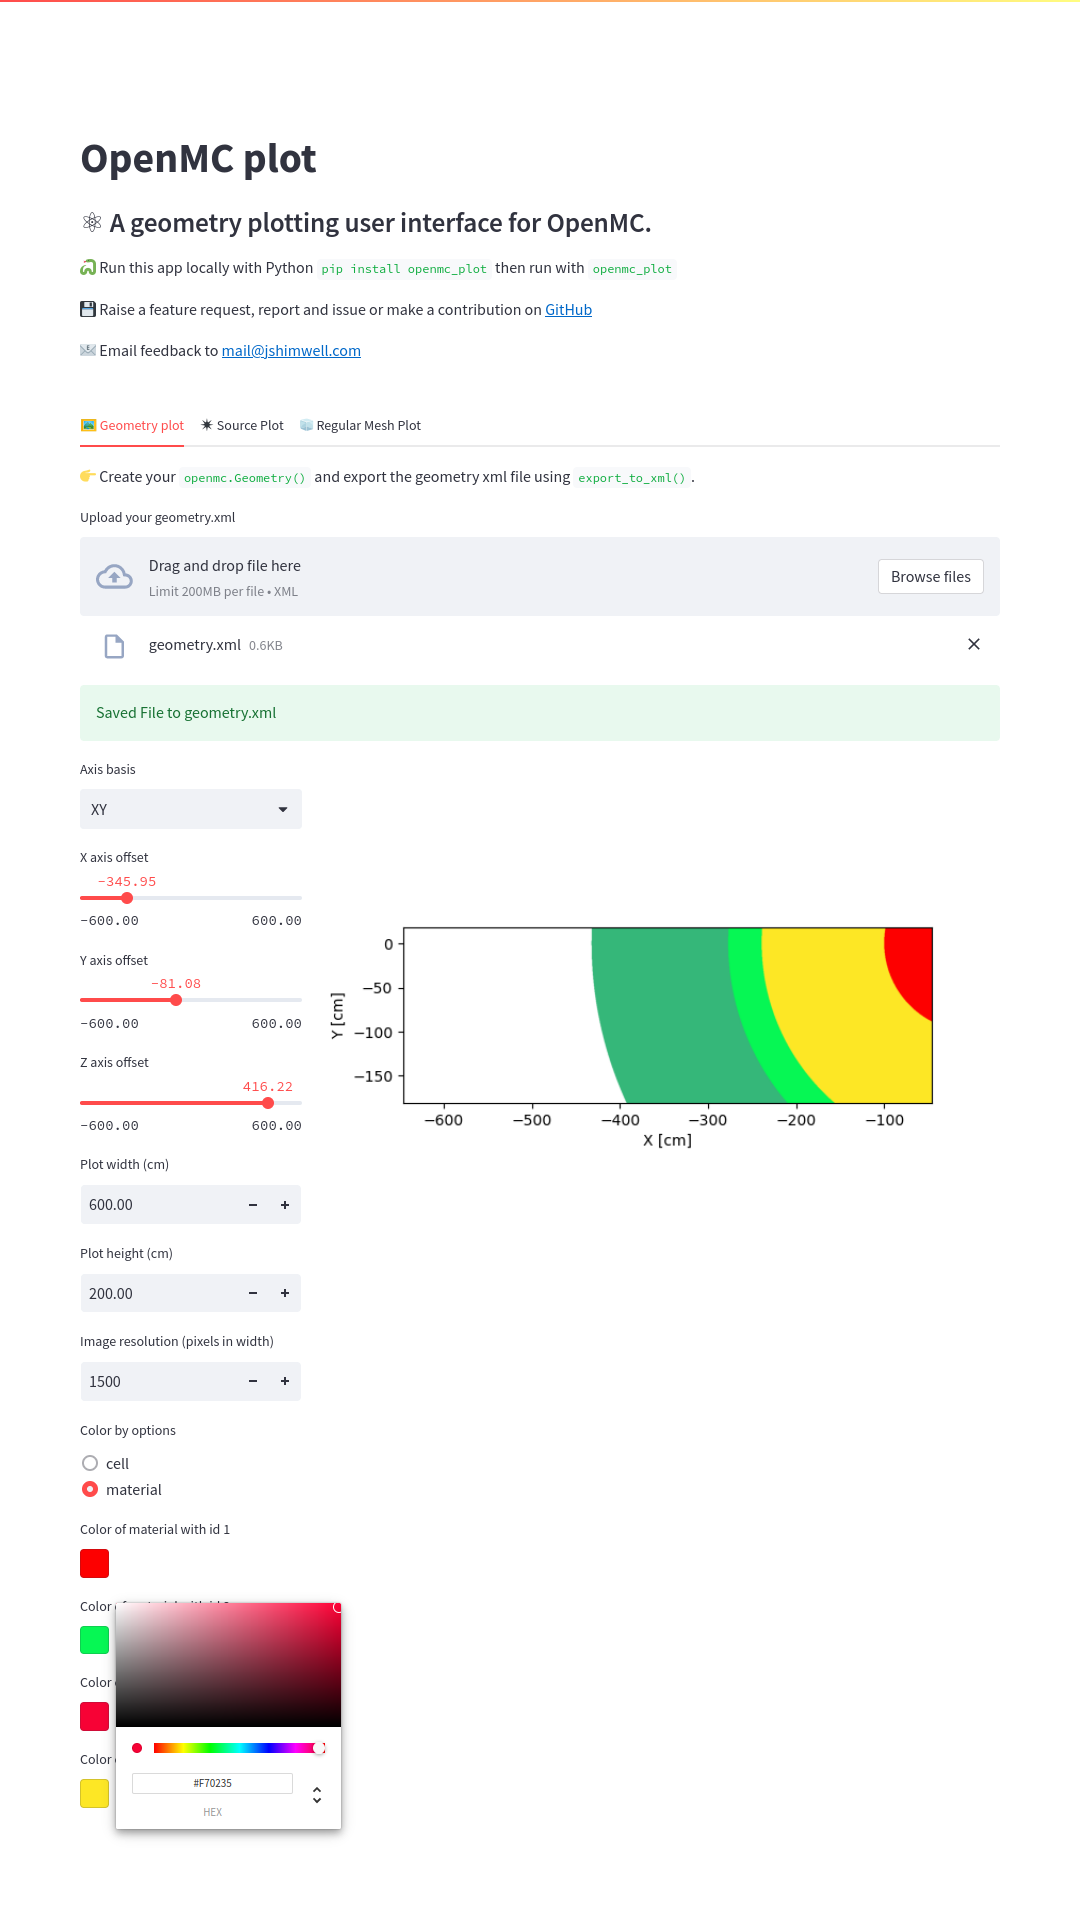 OpenMC plot
⚛ A geometry plotting user interface for OpenMC.
🐍 Run this app locally with Python pip install openmc_plot then run with openmc_plot
💾 Raise a feature request, report and issue or make a contribution on GitHub
📧 Email feedback to mail@jshimwell.com
🖼️ Geometry plot ✷ Source Plot 🧊 Regular Mesh Plot
👉 Create your openmc.Geometry() and export the geometry xml file using export_to_xml() .
Upload your geometry.xml
Drag and drop file here
Limit 200MB per file • XML
Browse files
geometry.xml 0.6KB
Saved File to geometry.xml
Axis basis
XY
X axis offset
-345.95
-600.00 600.00
Y axis offset
-81.08
-600.00 600.00
Z axis offset
416.22
-600.00 600.00
Plot width (cm)
600.00
Plot height (cm)
200.00
Image resolution (pixels in width)
1500
Color by options
cell
material
Color of material with id 1
Color
Color
Color
#F70235
HEX
0
−50
−100
−150
Y [cm]
−600 −500 −400 −300 −200 −100
X [cm]